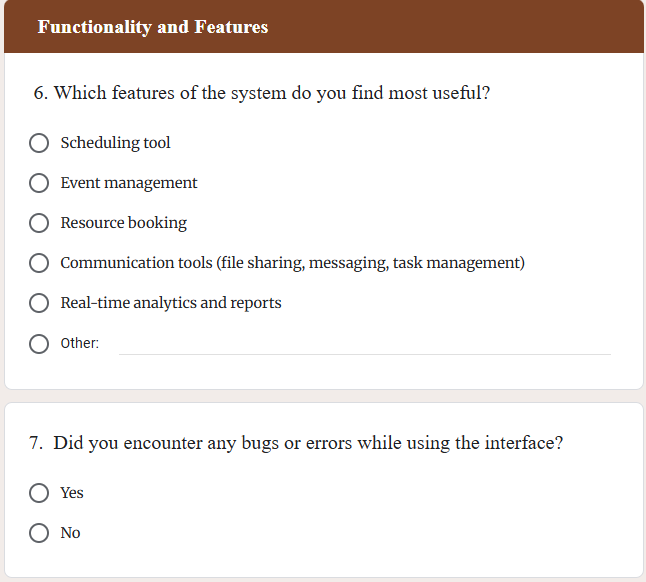 Functionality and Features
6. Which features of the system do you find most useful?
Scheduling tool
Event management
Resource booking
Communication tools (file sharing, messaging, task management)
Real-time analytics and reports
Other:
7. Did you encounter any bugs or errors while using the interface?
Yes
No